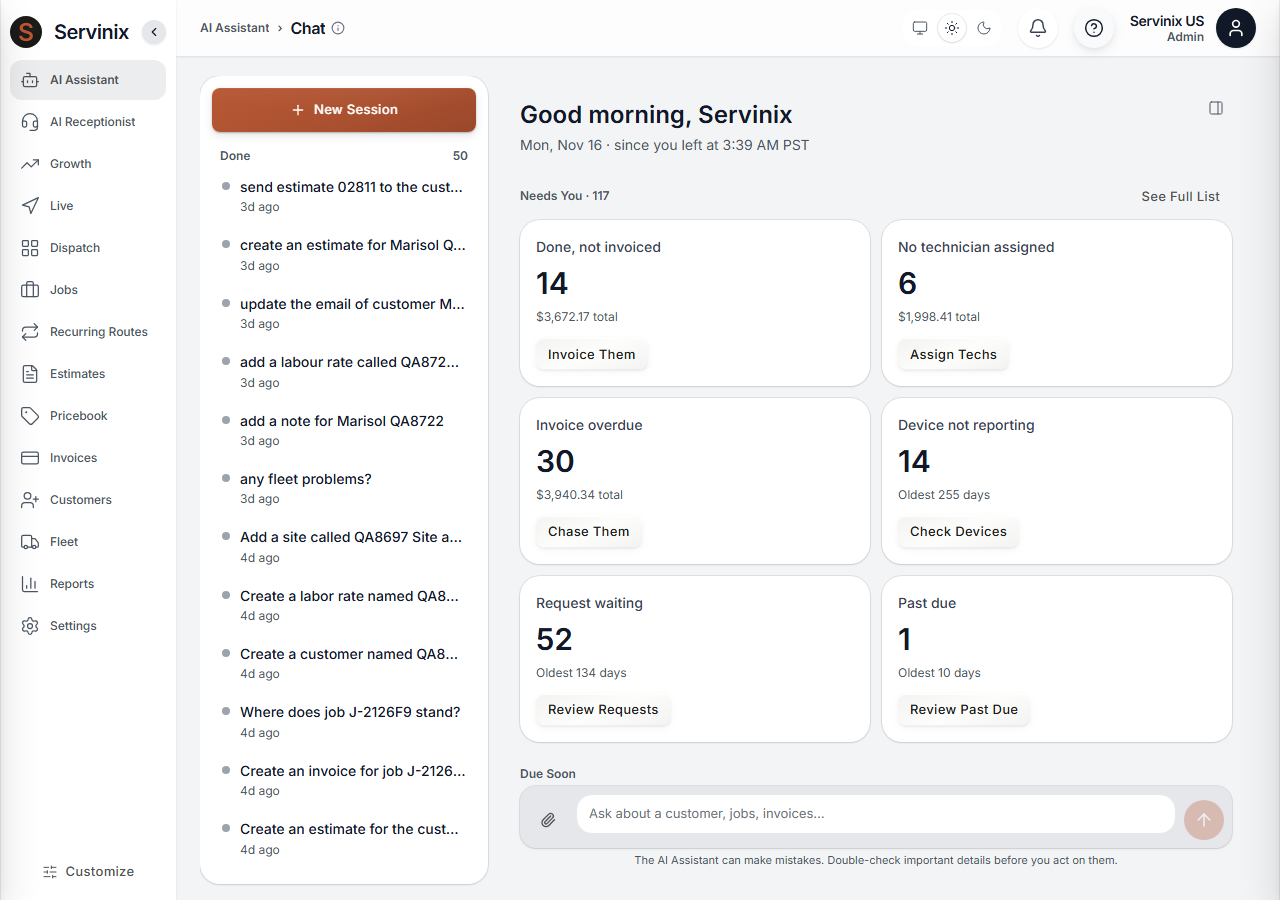 S Servinix
AI Assistant
AI Receptionist
Growth
Live
Dispatch
Jobs
Recurring Routes
Estimates
Pricebook
Invoices
Customers
Fleet
Reports
Settings
Customize
AI Assistant › Chat
Servinix US
Admin
+ New Session
Done 50
send estimate 02811 to the cust...
3d ago
create an estimate for Marisol Q...
3d ago
update the email of customer M...
3d ago
add a labour rate called QA872...
3d ago
add a note for Marisol QA8722
3d ago
any fleet problems?
3d ago
Add a site called QA8697 Site a...
4d ago
Create a labor rate named QA8...
4d ago
Create a customer named QA8...
4d ago
Where does job J-2126F9 stand?
4d ago
Create an invoice for job J-2126...
4d ago
Create an estimate for the cust...
4d ago
Good morning, Servinix
Mon, Nov 16 · since you left at 3:39 AM PST
Needs You · 117 See Full List
Done, not invoiced
14
$3,672.17 total
Invoice Them
No technician assigned
6
$1,998.41 total
Assign Techs
Invoice overdue
30
$3,940.34 total
Chase Them
Device not reporting
14
Oldest 255 days
Check Devices
Request waiting
52
Oldest 134 days
Review Requests
Past due
1
Oldest 10 days
Review Past Due
Due Soon
Ask about a customer, jobs, invoices...
The AI Assistant can make mistakes. Double-check important details before you act on them.